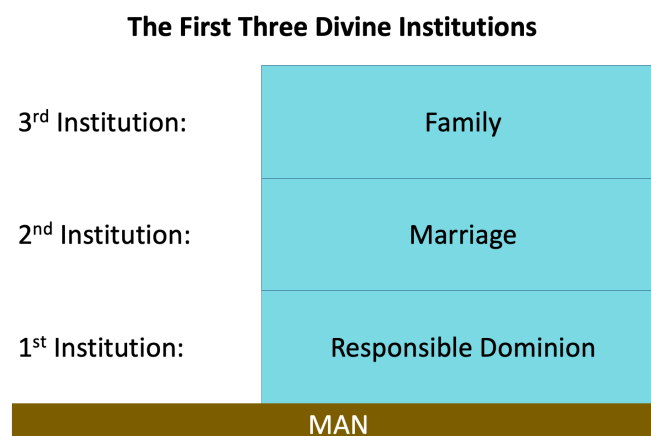 The First Three Divine Institutions
3rd Institution: Family
2nd Institution: Marriage
1st Institution: Responsible Dominion
MAN